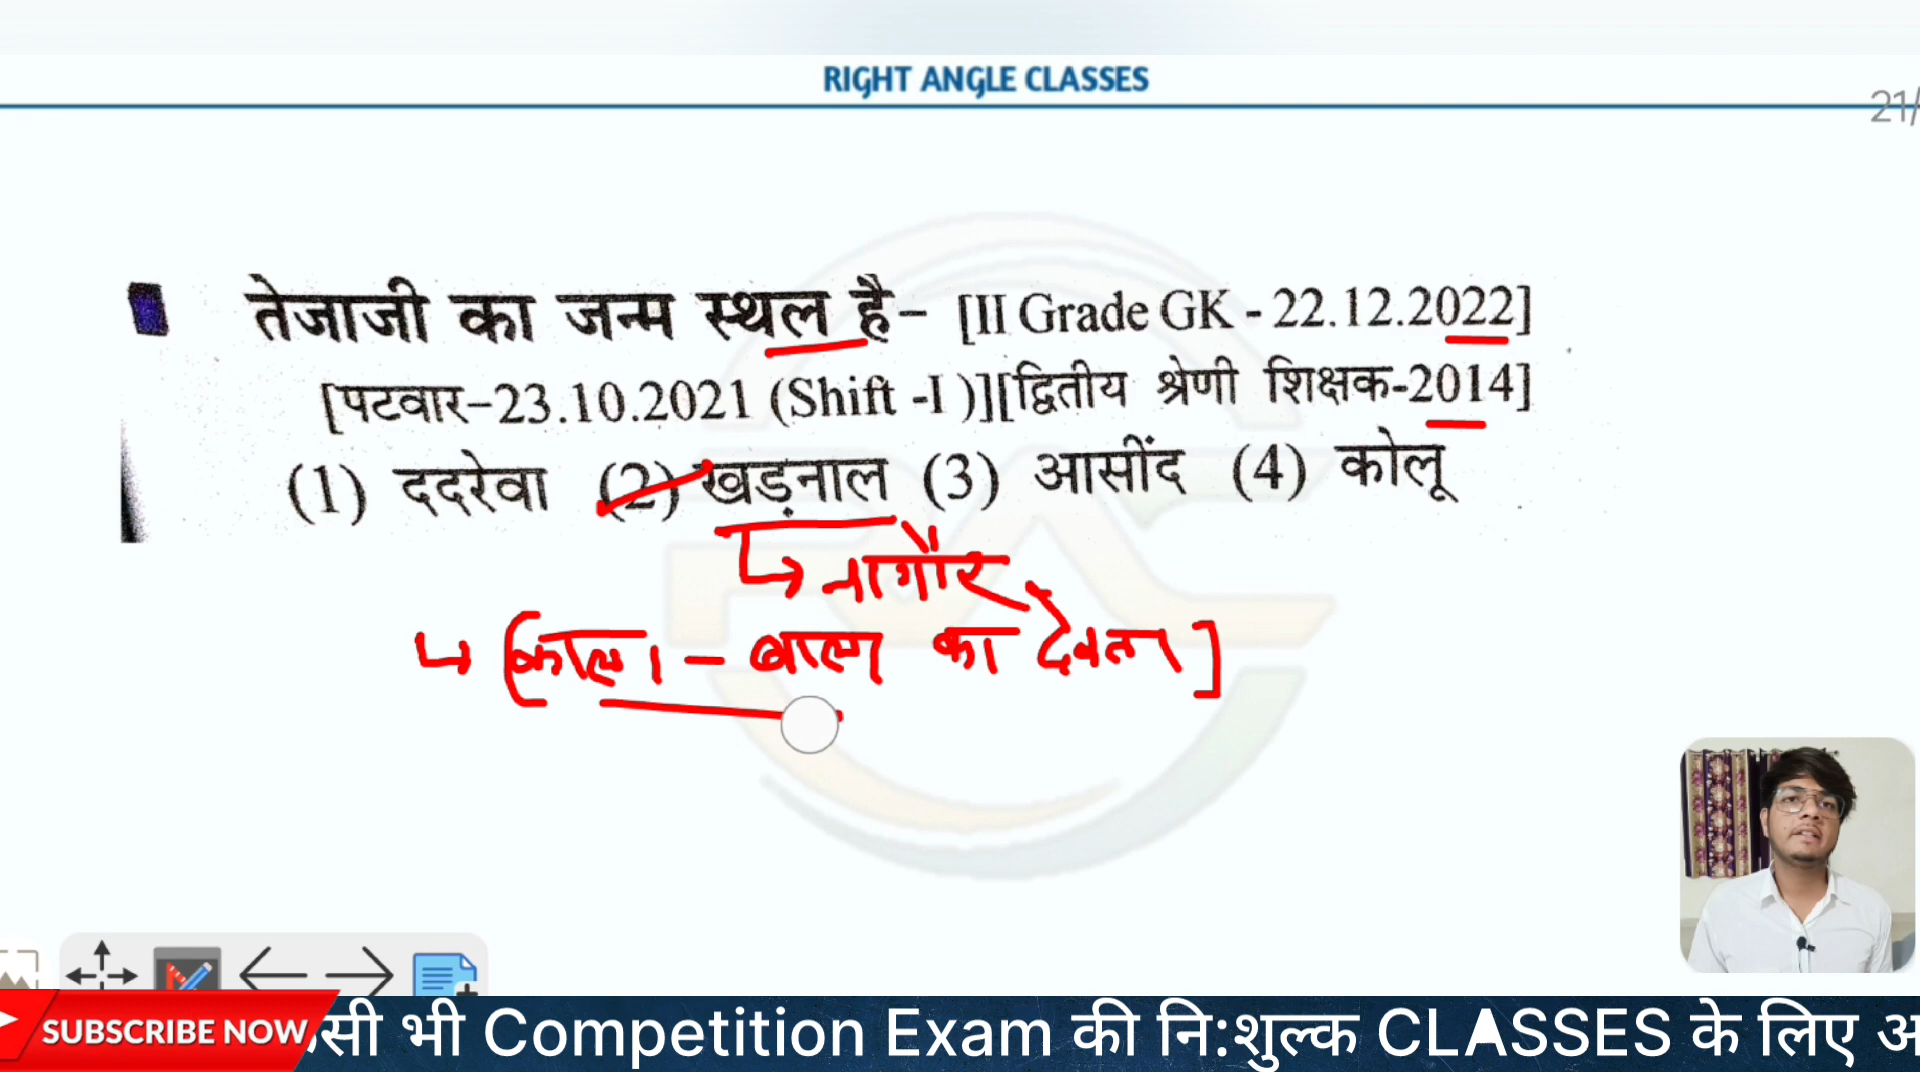 RIGHT ANGLE CLASSES
21/
तेजाजी का जन्म स्थल है– [II Grade GK - 22.12.2022]
[पटवार–23.10.2021 (Shift -I )][द्वितीय श्रेणी शिक्षक-2014]
(1) ददरेवा (2) खड़नाल (3) आसींद (4) कोलू
↳ नागौर
↳ [काला – बाला का देवता]
SUBSCRIBE NOW
सी भी Competition Exam की नि:शुल्क CLASSES के लिए अ